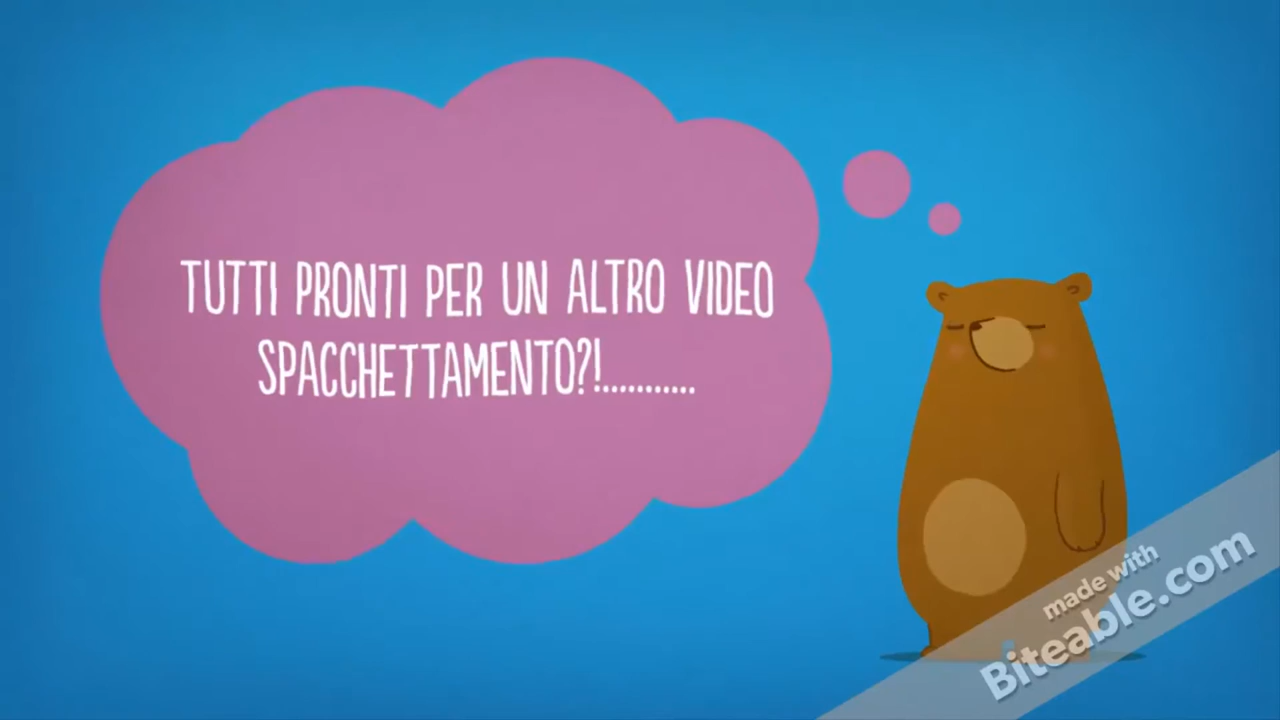 TUTTI PRONTI PER UN ALTRO VIDEO
SPACCHETTAMENTO?!............
made with
Biteable.com